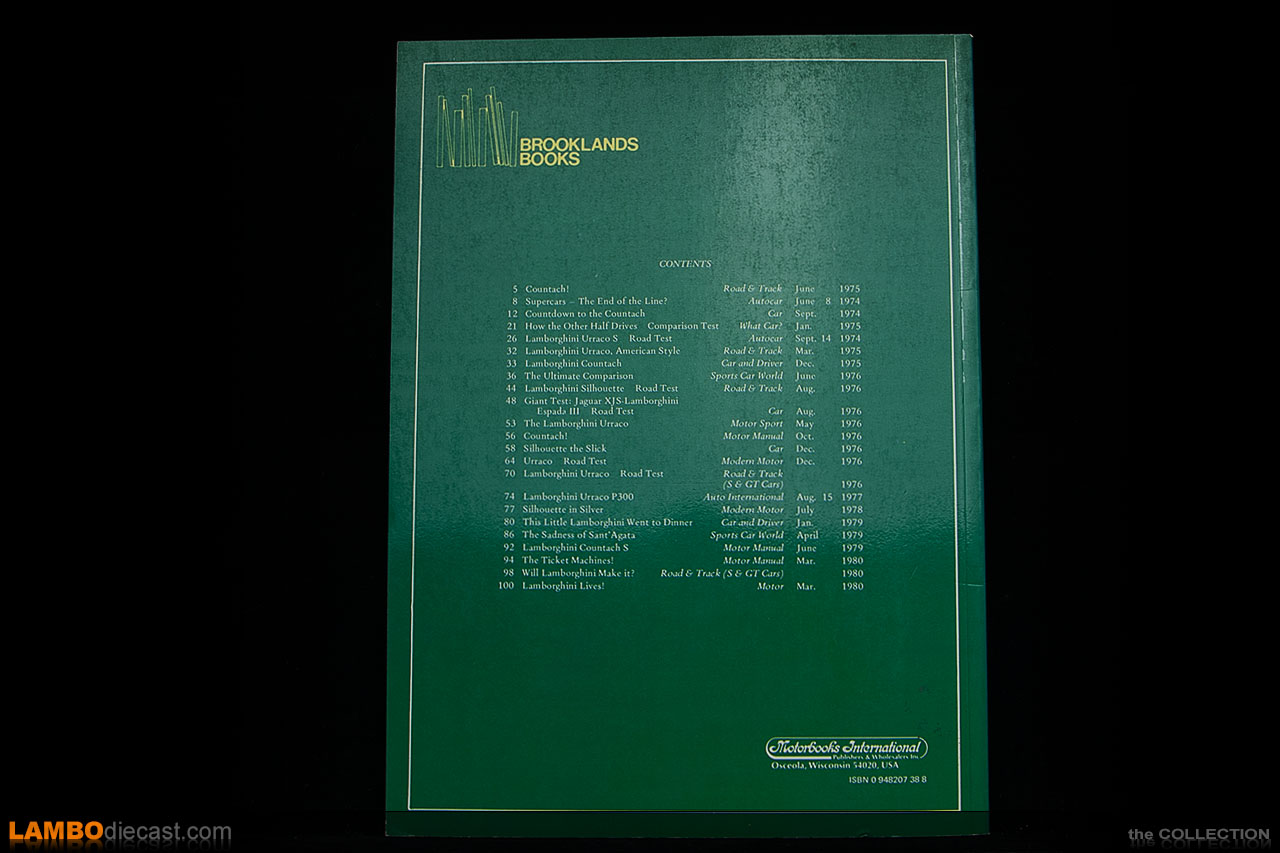 BROOKLANDS
BOOKS
CONTENTS
5 Countach! Road & Track June 1975
8 Supercars – The End of the Line? Autocar June 8 1974
12 Countdown to the Countach Car Sept. 1974
21 How the Other Half Drives Comparison Test What Car? Jan. 1975
26 Lamborghini Urraco S Road Test Autocar Sept. 14 1974
32 Lamborghini Urraco, American Style Road & Track Mar. 1975
33 Lamborghini Countach Car and Driver Dec. 1975
36 The Ultimate Comparison Sports Car World June 1976
44 Lamborghini Silhouette Road Test Road & Track Aug. 1976
48 Giant Test: Jaguar XJS-Lamborghini
Espada III Road Test Car Aug. 1976
53 The Lamborghini Urraco Motor Sport May 1976
56 Countach! Motor Manual Oct. 1976
58 Silhouette the Slick Car Dec. 1976
64 Urraco Road Test Modern Motor Dec. 1976
70 Lamborghini Urraco Road Test Road & Track
(S & GT Cars) 1976
74 Lamborghini Urraco P300 Auto International Aug. 15 1977
77 Silhouette in Silver Modern Motor July 1978
80 This Little Lamborghini Went to Dinner Car and Driver Jan. 1979
86 The Sadness of Sant'Agata Sports Car World April 1979
92 Lamborghini Countach S Motor Manual June 1979
94 The Ticket Machines! Motor Manual Mar. 1980
98 Will Lamborghini Make it? Road & Track (S & GT Cars) 1980
100 Lamborghini Lives! Motor Mar. 1980
Motorbooks International
Publishers & Wholesalers Inc
Osceola, Wisconsin 54020, USA
ISBN 0 948207 38 8
LAMBOdiecast.com
the COLLECTION